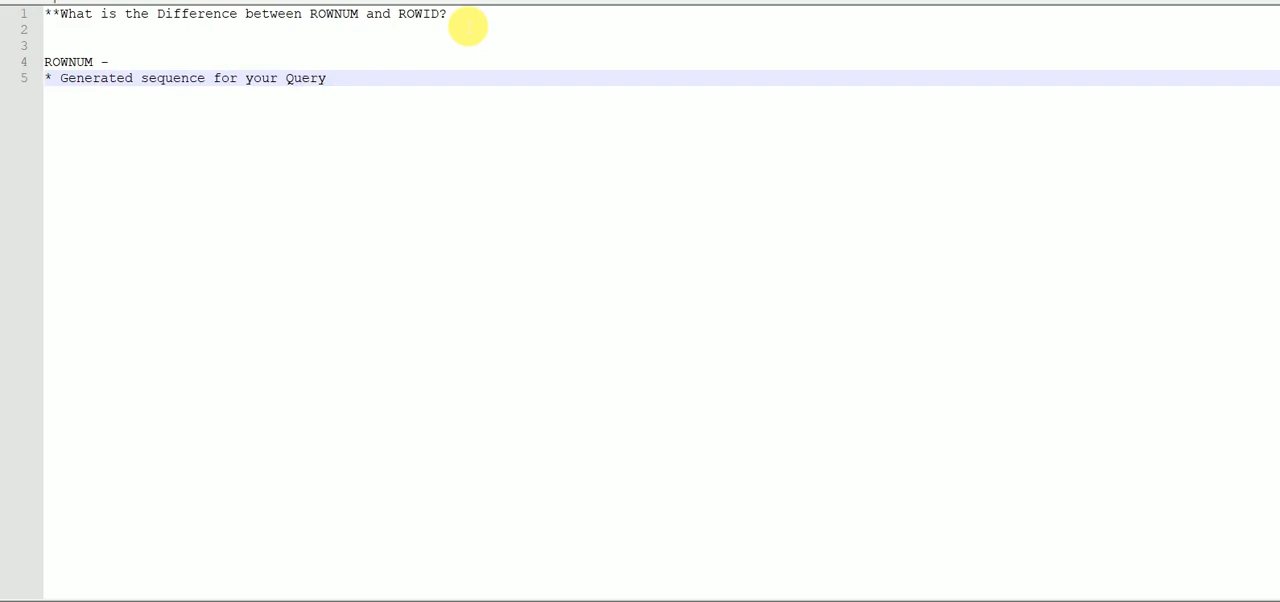 1 **What is the Difference between ROWNUM and ROWID?
2
3
4 ROWNUM -
5 * Generated sequence for your Query